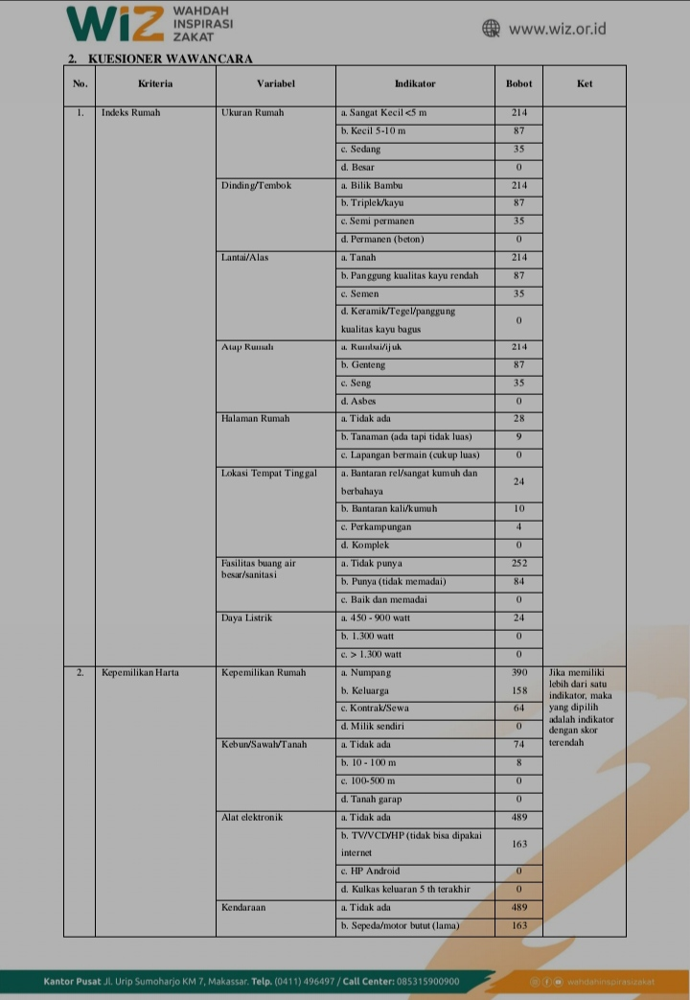 WiZ WAHDAH
INSPIRASI
ZAKAT
www.wiz.or.id
2. KUESIONER WAWANCARA
No. Kriteria Variabel Indikator Bobot Ket
1. Indeks Rumah Ukuran Rumah a. Sangat Kecil <5 m 214
b. Kecil 5-10 m 87
c. Sedang 35
d. Besar 0
Dinding/Tembok a. Bilik Bambu 214
b. Triplek/kayu 87
c. Semi permanen 35
d. Permanen (beton) 0
Lantai/Alas a. Tanah 214
b. Panggung kualitas kayu rendah 87
c. Semen 35
d. Keramik/Tegel/panggung
kualitas kayu bagus 0
Atap Rumah a. Rumbai/ijuk 214
b. Genteng 87
c. Seng 35
d. Asbes 0
Halaman Rumah a. Tidak ada 28
b. Tanaman (ada tapi tidak luas) 9
c. Lapangan bermain (cukup luas) 0
Lokasi Tempat Tinggal a. Bantaran rel/sangat kumuh dan
berbahaya 24
b. Bantaran kali/kumuh 10
c. Perkampungan 4
d. Komplek 0
Fasilitas buang air
besar/sanitasi a. Tidak punya 252
b. Punya (tidak memadai) 84
c. Baik dan memadai 0
Daya Listrik a. 450 - 900 watt 24
b. 1.300 watt 0
c. > 1.300 watt 0
2. Kepemilikan Harta Kepemilikan Rumah a. Numpang 390
b. Keluarga 158
c. Kontrak/Sewa 64
d. Milik sendiri 0
Jika memiliki
lebih dari satu
indikator, maka
yang dipilih
adalah indikator
dengan skor
terendah
Kebun/Sawah/Tanah a. Tidak ada 74
b. 10 - 100 m 8
c. 100-500 m 0
d. Tanah garap 0
Alat elektronik a. Tidak ada 489
b. TV/VCD/HP (tidak bisa dipakai
internet 163
c. HP Android 0
d. Kulkas keluaran 5 th terakhir 0
Kendaraan a. Tidak ada 489
b. Sepeda/motor butut (lama) 163
Kantor Pusat Jl. Urip Sumoharjo KM 7, Makassar. Telp. (0411) 496497 / Call Center: 085315900900
wahdahinspirasizakat